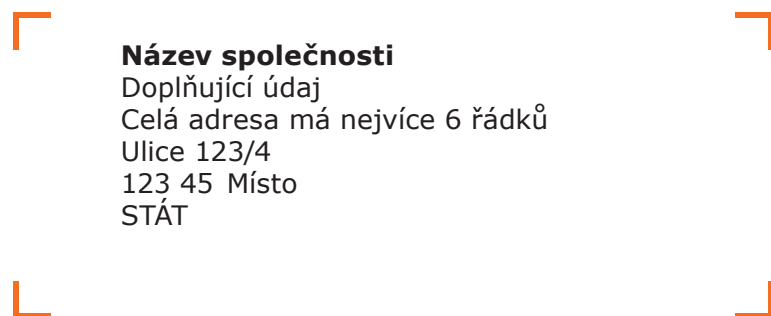 Název společnosti
Doplňující údaj
Celá adresa má nejvíce 6 řádků
Ulice 123/4
123 45 Místo
STÁT